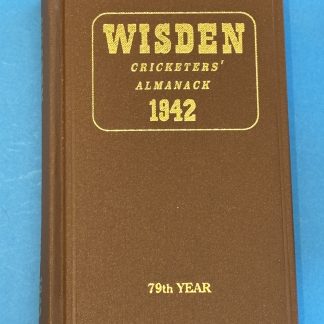 WISDEN
CRICKETERS'
ALMANACK
1942
79th YEAR